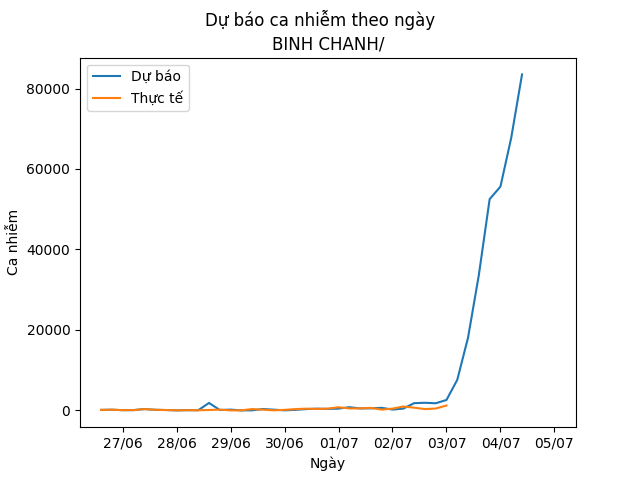 Dự báo ca nhiễm theo ngày
BINH CHANH/
Dự báo
Thực tế
80000
60000
40000
20000
0
Ca nhiễm
27/06 28/06 29/06 30/06 01/07 02/07 03/07 04/07 05/07
Ngày